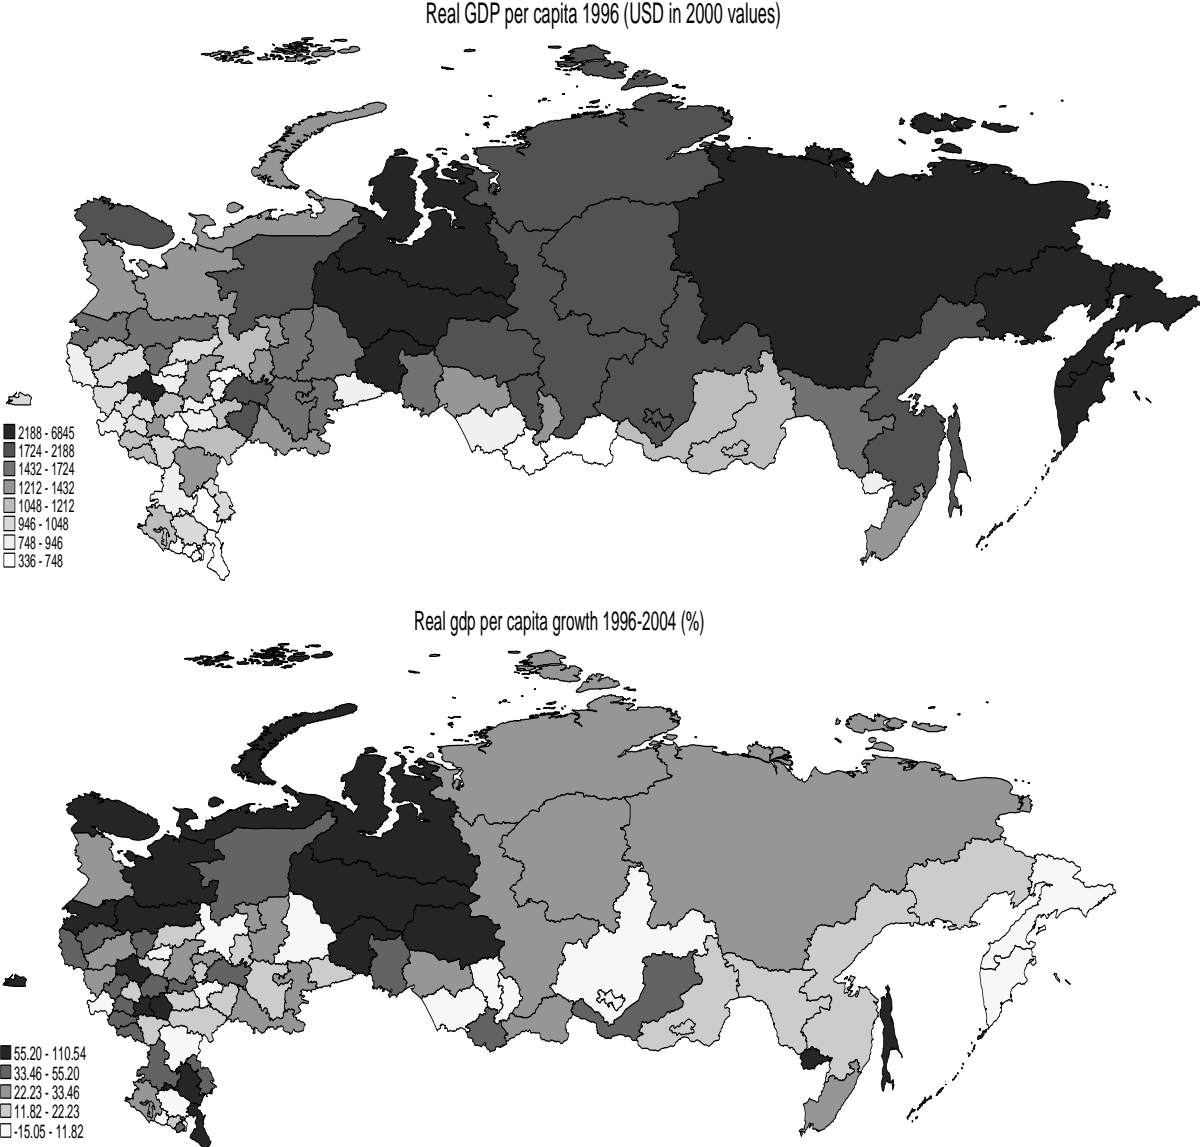 Real GDP per capita 1996 (USD in 2000 values)
2188 - 6845
1724 - 2188
1432 - 1724
1212 - 1432
1048 - 1212
946 - 1048
748 - 946
336 - 748
Real gdp per capita growth 1996-2004 (%)
55.20 - 110.54
33.46 - 55.20
22.23 - 33.46
11.82 - 22.23
-15.05 - 11.82